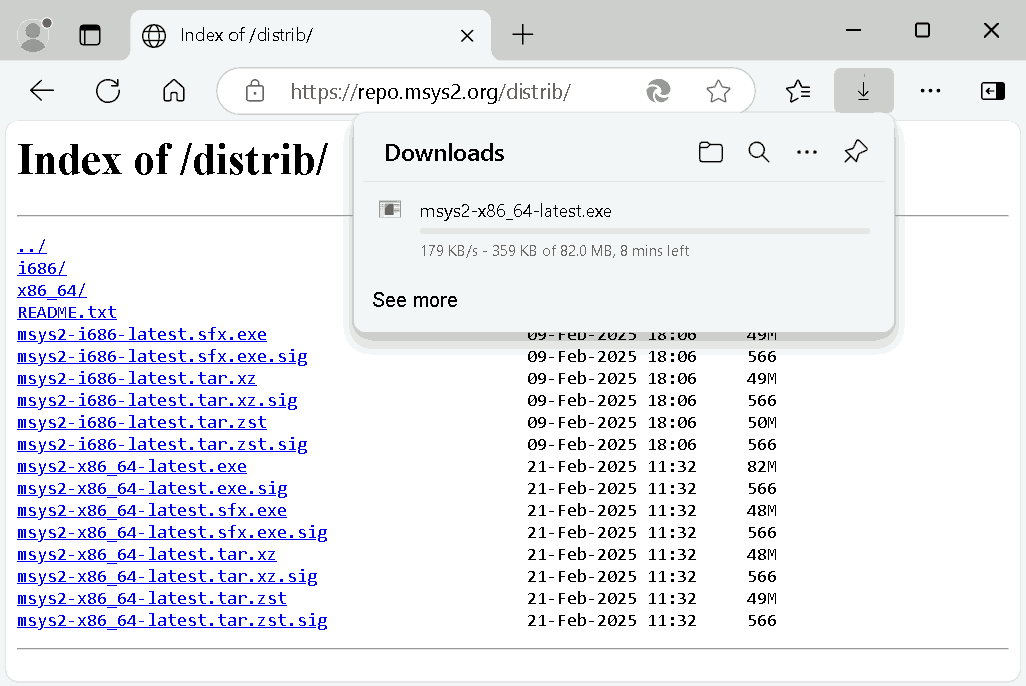 Index of /distrib/
https://repo.msys2.org/distrib/
Index of /distrib/
Downloads
msys2-x86_64-latest.exe
179 KB/s - 359 KB of 82.0 MB, 8 mins left
See more
../
i686/
x86_64/
README.txt
msys2-i686-latest.sfx.exe 09-Feb-2025 18:06 49M
msys2-i686-latest.sfx.exe.sig 09-Feb-2025 18:06 566
msys2-i686-latest.tar.xz 09-Feb-2025 18:06 49M
msys2-i686-latest.tar.xz.sig 09-Feb-2025 18:06 566
msys2-i686-latest.tar.zst 09-Feb-2025 18:06 50M
msys2-i686-latest.tar.zst.sig 09-Feb-2025 18:06 566
msys2-x86_64-latest.exe 21-Feb-2025 11:32 82M
msys2-x86_64-latest.exe.sig 21-Feb-2025 11:32 566
msys2-x86_64-latest.sfx.exe 21-Feb-2025 11:32 48M
msys2-x86_64-latest.sfx.exe.sig 21-Feb-2025 11:32 566
msys2-x86_64-latest.tar.xz 21-Feb-2025 11:32 48M
msys2-x86_64-latest.tar.xz.sig 21-Feb-2025 11:32 566
msys2-x86_64-latest.tar.zst 21-Feb-2025 11:32 49M
msys2-x86_64-latest.tar.zst.sig 21-Feb-2025 11:32 566